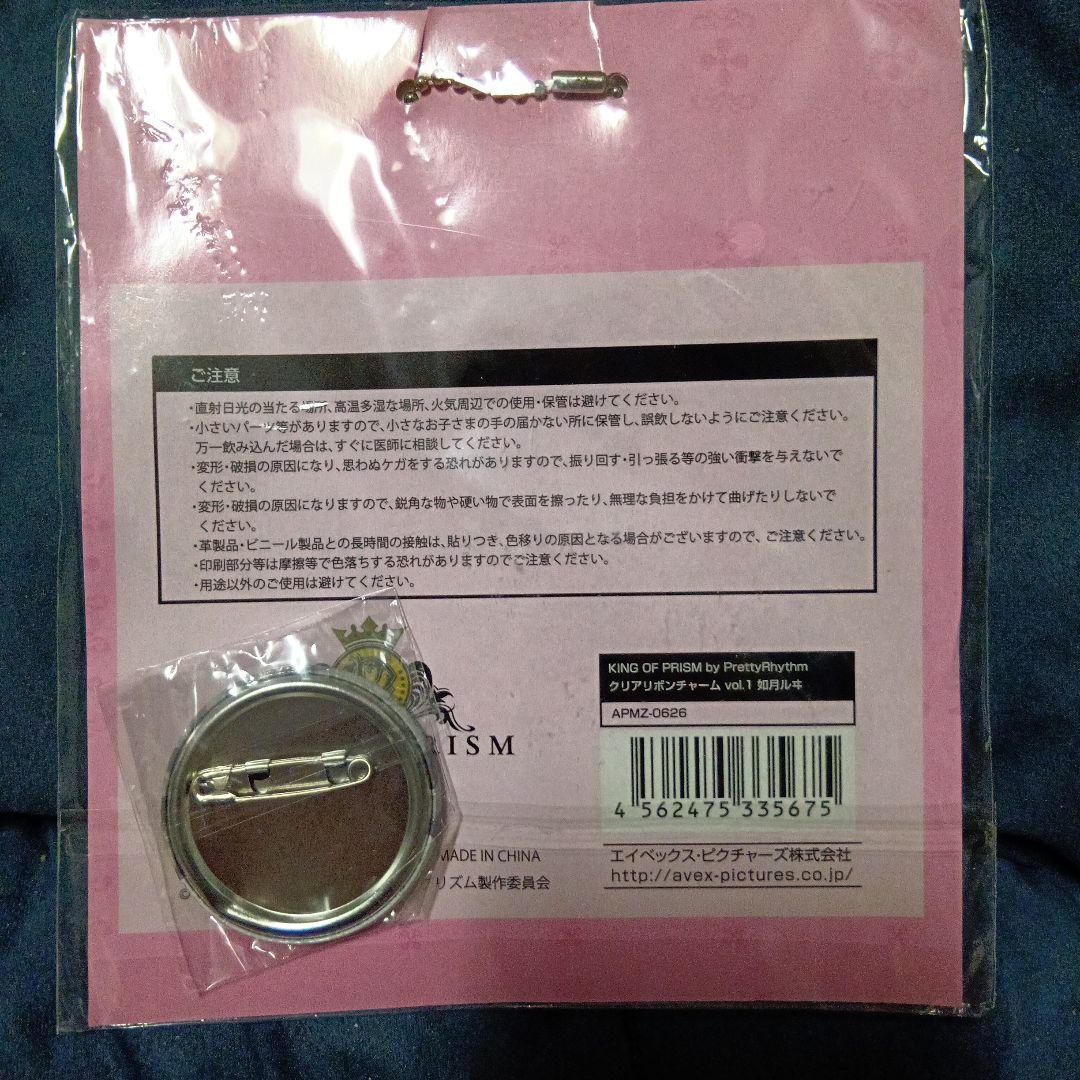 ご注意
・直射日光の当たる場所、高温多湿な場所、火気周辺での使用・保管は避けてください。
・小さいパーツ等がありますので、小さなお子さまの手の届かない所に保管し、誤飲しないようにご注意ください。
万一飲み込んだ場合は、すぐに医師に相談してください。
・変形・破損の原因になり、思わぬケガをする恐れがありますので、振り回す・引っ張る等の強い衝撃を与えないで
ください。
・変形・破損の原因になりますので、鋭角な物や硬い物で表面を擦ったり、無理な負担をかけて曲げたりしないで
ください。
・革製品・ビニール製品との長時間の接触は、貼りつき、色移りの原因となる場合がございますので、ご注意ください。
・印刷部分等は摩擦等で色落ちする恐れがありますのでご注意ください。
・用途以外のご使用は避けてください。
RISM
MADE IN CHINA
©
リズム製作委員会
KING OF PRISM by PrettyRhythm
クリアリボンチャーム vol.1 如月ルヰ
APMZ-0626
4 562475 335675
エイベックス・ピクチャーズ株式会社
http://avex-pictures.co.jp/